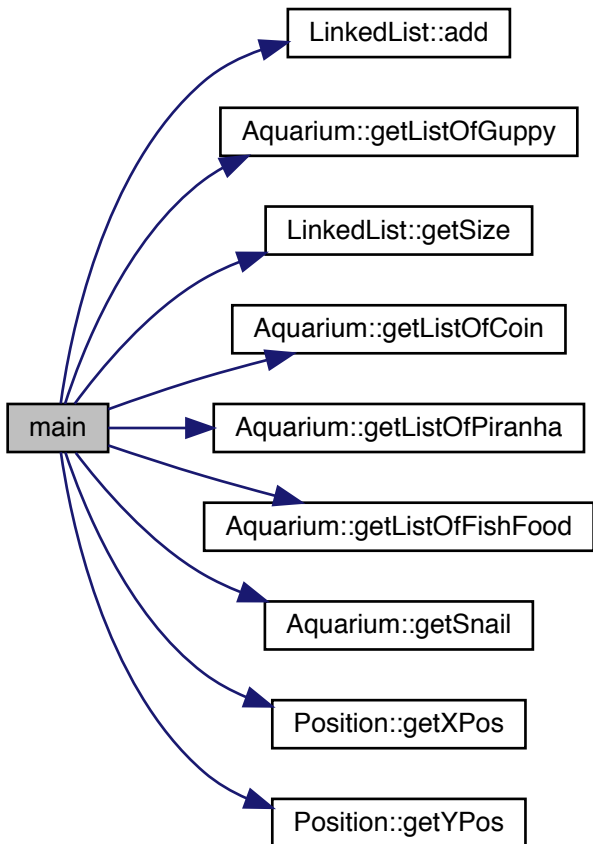 LinkedList::add
Aquarium::getListOfGuppy
LinkedList::getSize
Aquarium::getListOfCoin
main
Aquarium::getListOfPiranha
Aquarium::getListOfFishFood
Aquarium::getSnail
Position::getXPos
Position::getYPos